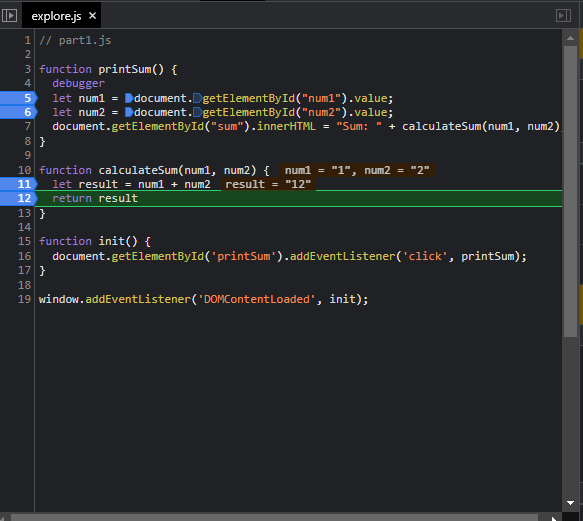 explore.js ×
1 // part1.js
2
3 function printSum() {
4 debugger
5 let num1 = document.getElementById("num1").value;
6 let num2 = document.getElementById("num2").value;
7 document.getElementById("sum").innerHTML = "Sum: " + calculateSum(num1, num2)
8 }
9
10 function calculateSum(num1, num2) { num1 = "1", num2 = "2"
11 let result = num1 + num2 result = "12"
12 return result
13 }
14
15 function init() {
16 document.getElementById('printSum').addEventListener('click', printSum);
17 }
18
19 window.addEventListener('DOMContentLoaded', init);